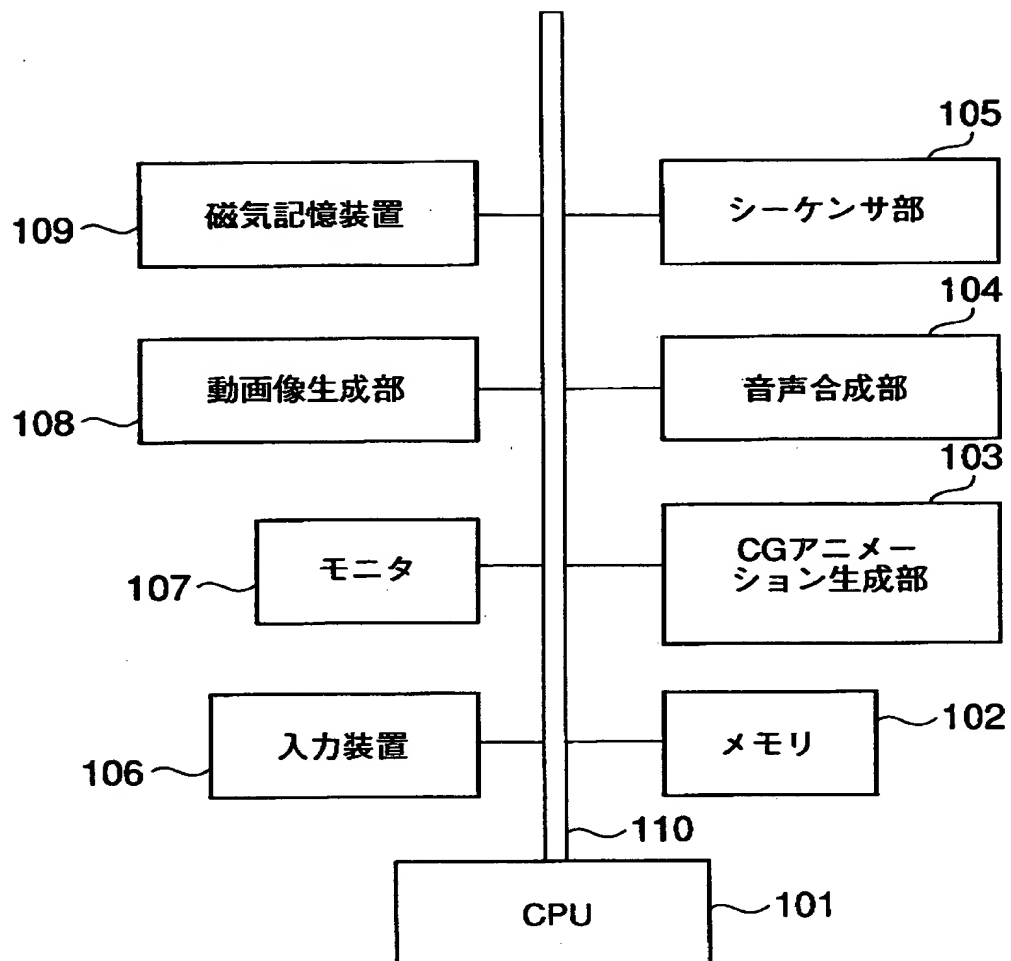 105
磁気記憶装置
シーケンサ部
109
104
動画像生成部
音声合成部
108
103
モニタ
CGアニメー
ション生成部
107
入力装置
メモリ
102
106
110
CPU
101